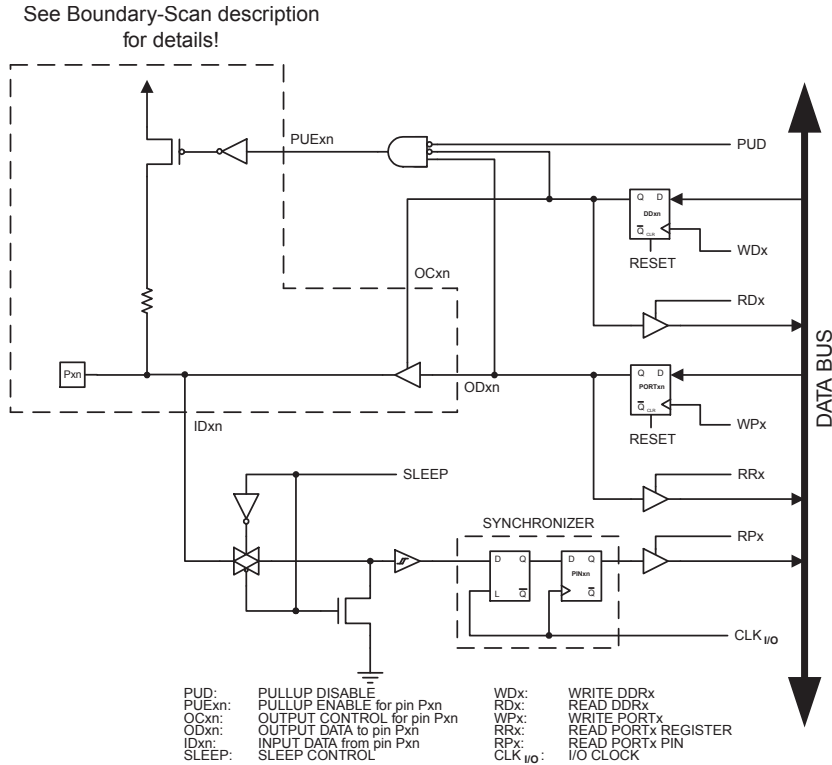 See Boundary-Scan description
for details!
PUExn
PUD
Q D
DDxn
Q CLR
WDx
RESET
OCxn
RDx
Pxn
ODxn
Q D
PORTxn
Q CLR
WPx
RESET
IDxn
DATA BUS
SLEEP
RRx
SYNCHRONIZER
RPx
D Q
L Q
D Q
PINxn
Q
CLK I/O
PUD: PULLUP DISABLE
PUExn: PULLUP ENABLE for pin Pxn
OCxn: OUTPUT CONTROL for pin Pxn
ODxn: OUTPUT DATA to pin Pxn
IDxn: INPUT DATA from pin Pxn
SLEEP: SLEEP CONTROL
WDx: WRITE DDRx
RDx: READ DDRx
WPx: WRITE PORTx
RRx: READ PORTx REGISTER
RPx: READ PORTx PIN
CLK I/O: I/O CLOCK